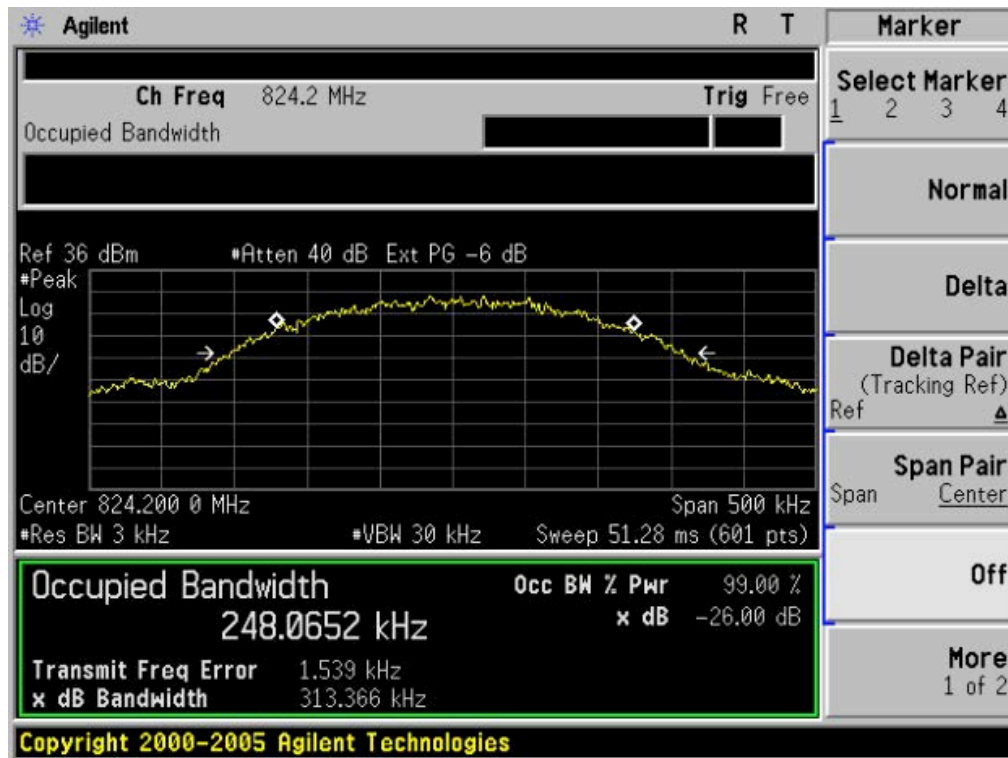 Agilent R T
Ch Freq 824.2 MHz Trig Free
Occupied Bandwidth
Ref 36 dBm #Atten 40 dB Ext PG -6 dB
#Peak
Log
10
dB/
Center 824.200 0 MHz Span 500 kHz
#Res BW 3 kHz #VBW 30 kHz Sweep 51.28 ms (601 pts)
Occupied Bandwidth Occ BW % Pwr 99.00 %
248.0652 kHz x dB -26.00 dB
Transmit Freq Error 1.539 kHz
x dB Bandwidth 313.366 kHz
Copyright 2000-2005 Agilent Technologies
Marker
Select Marker
1 2 3 4
Normal
Delta
Delta Pair
(Tracking Ref)
Ref Δ
Span Pair
Span Center
Off
More
1 of 2